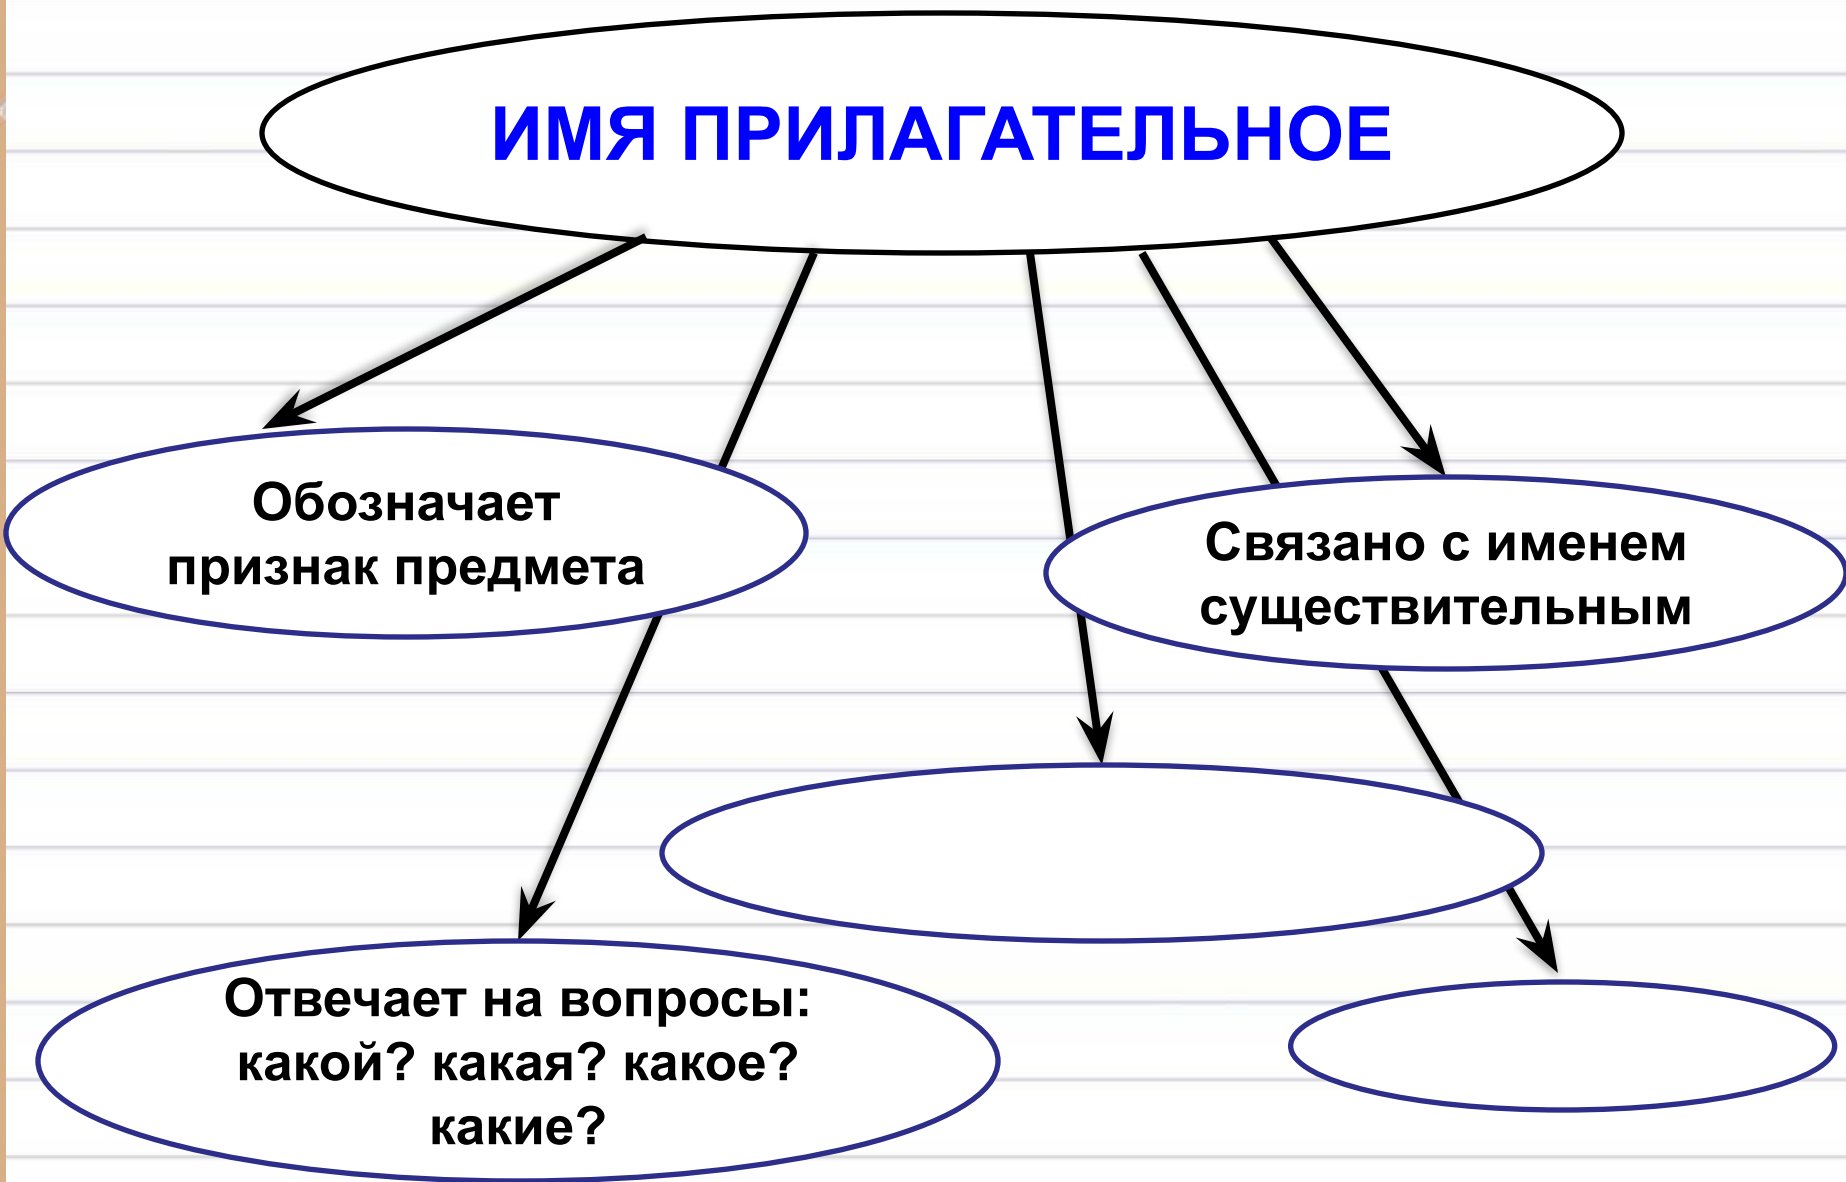 ИМЯ ПРИЛАГАТЕЛЬНОЕ
Обозначает
признак предмета
Связано с именем
существительным
Отвечает на вопросы:
какой? какая? какое?
какие?